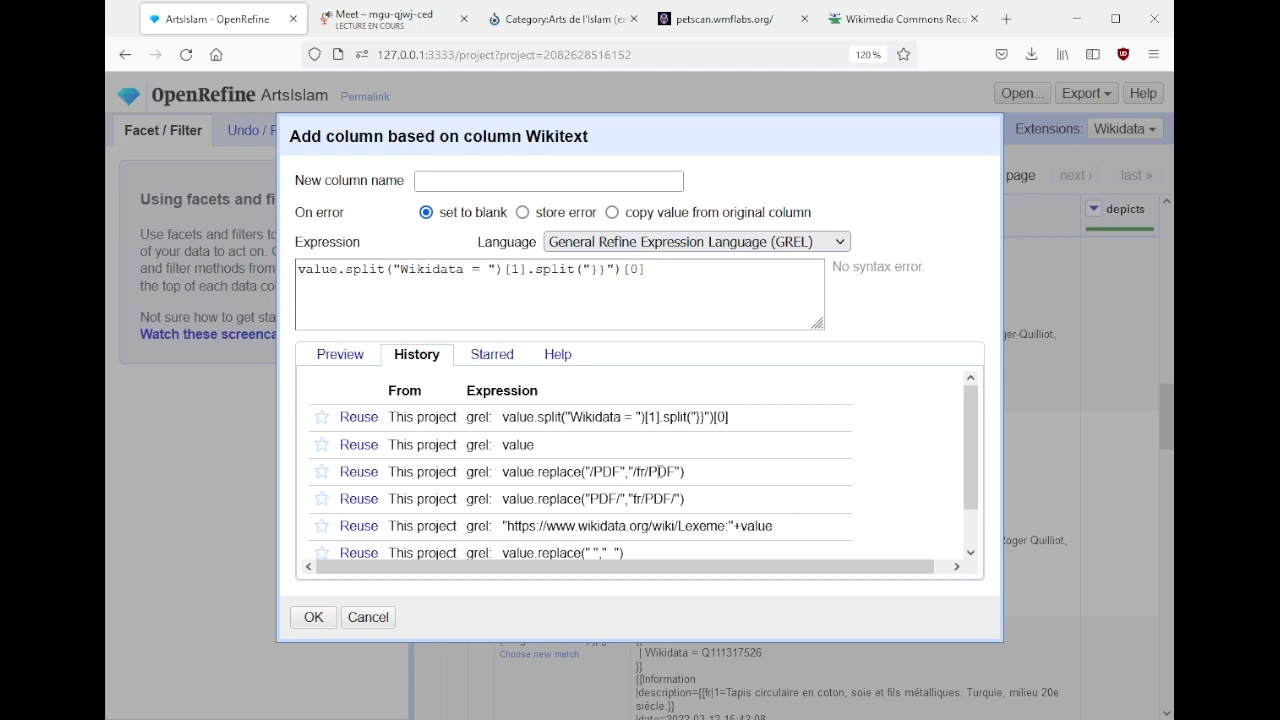 ArtsIslam - OpenRefine
Meet – mgu-qjwj-ced
LECTURE EN COURS
Category:Arts de l'Islam (ex
petscan.wmflabs.org/
Wikimedia Commons Reco
127.0.0.1:3333/project?project=2082628516152
120 %
OpenRefine ArtsIslam Permalink
Open... Export Help
Facet / Filter
Undo / R
Extensions: Wikidata
Add column based on column Wikitext
Using facets and fi
Use facets and filters to
of your data to act on. C
and filter methods from
the top of each data co
Not sure how to get sta
Watch these screenca
page next › last »
depicts
New column name
On error set to blank store error copy value from original column
Expression Language General Refine Expression Language (GREL)
value.split("Wikidata = ")[1].split("}}")[0]
No syntax error.
ger-Quilliot,
Preview History Starred Help
From Expression
Reuse This project grel: value.split("Wikidata = ")[1].split("}}")[0]
Reuse This project grel: value
Reuse This project grel: value.replace("/PDF","/fr/PDF")
Reuse This project grel: value.replace("PDF/","fr/PDF/")
Reuse This project grel: "https://www.wikidata.org/wiki/Lexeme:"+value
Reuse This project grel: value.replace(" ","_")
Roger Quilliot,
OK Cancel
Choose new match
{{
| Wikidata = Q111317526
}}
{{Information
|description={{fr|1=Tapis circulaire en coton, soie et fils métalliques. Turquie, milieu 20e
siècle.}}
|date=2022-03-12 15:42:08